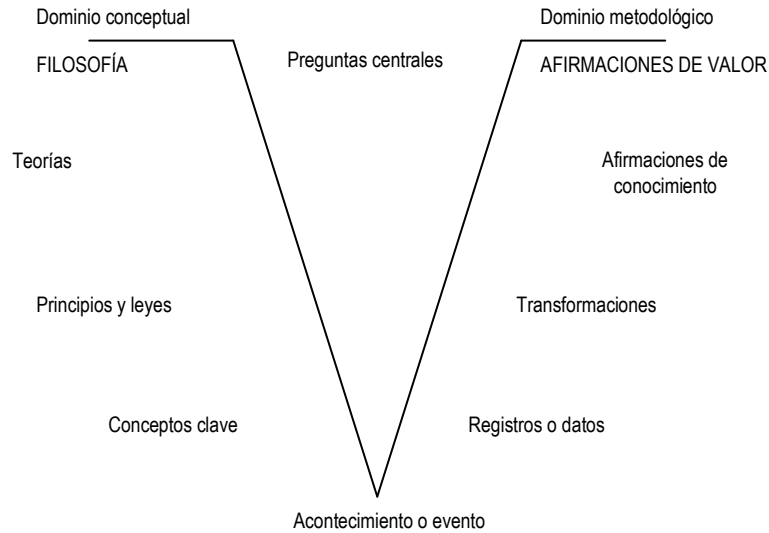 Dominio conceptual
Dominio metodológico
FILOSOFÍA
Preguntas centrales
AFIRMACIONES DE VALOR
Teorías
Afirmaciones de
conocimiento
Principios y leyes
Transformaciones
Conceptos clave
Registros o datos
Acontecimiento o evento